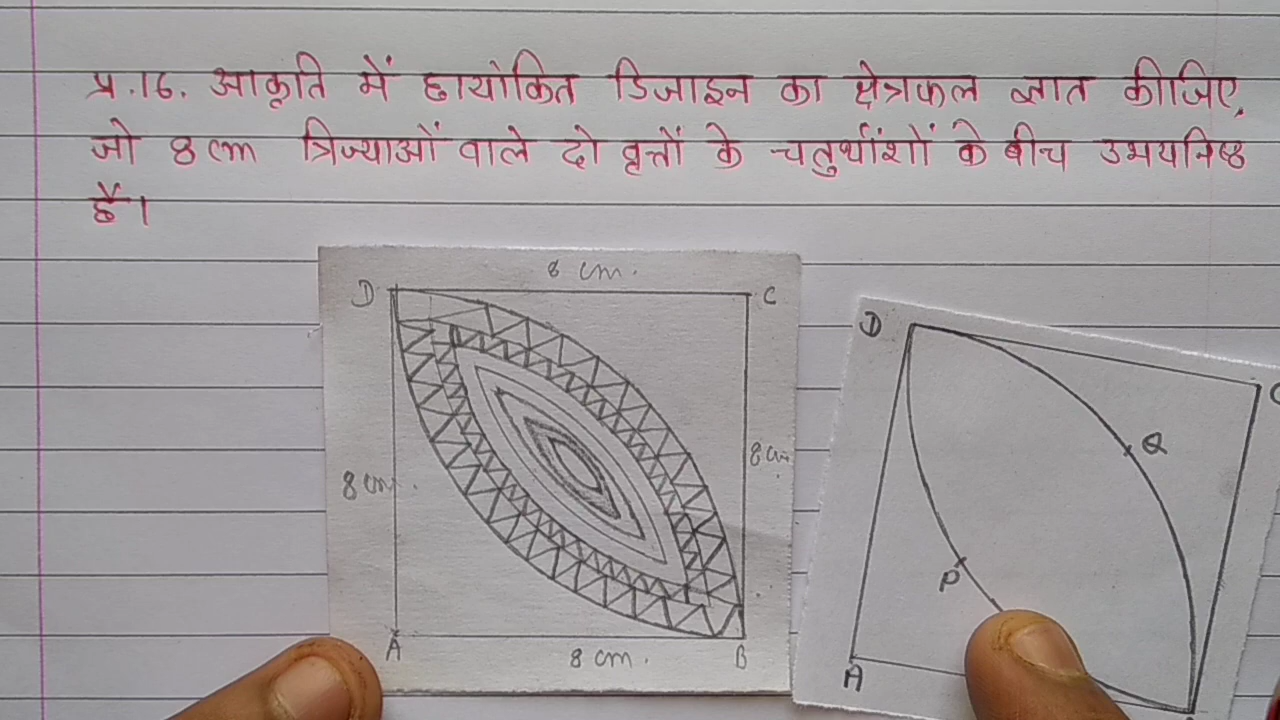 प्र.16. आकृति में छायांकित डिजाइन का क्षेत्रफल ज्ञात कीजिए,
जो 8 cm त्रिज्याओं वाले दो वृत्तों के चतुर्थांशों के बीच उभयनिष्ठ
है।
8 cm.
D
C
8 cm.
8 cm.
A
8 cm.
B
D
C
Q
P
A